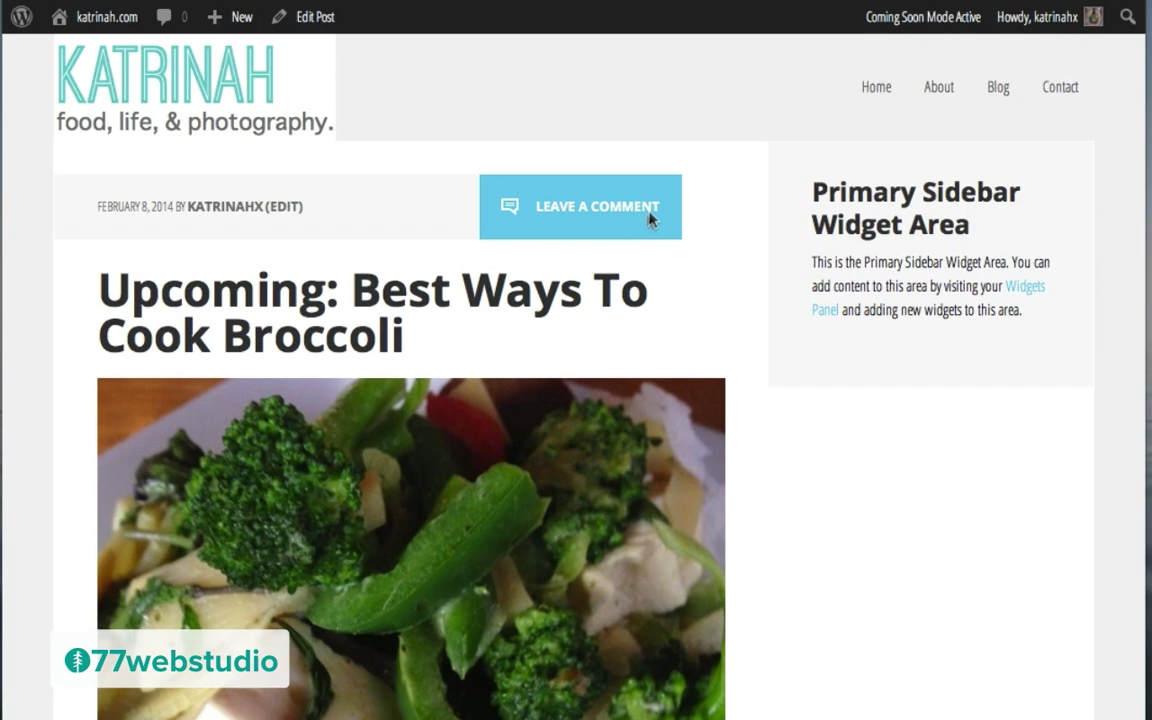 katrinah.com
0
New
Edit Post
Coming Soon Mode Active
Howdy, katrinahx
KATRINAH
food, life, & photography.
Home
About
Blog
Contact
FEBRUARY 8, 2014 BY KATRINAHX (EDIT)
LEAVE A COMMENT
Upcoming: Best Ways To
Cook Broccoli
Primary Sidebar
Widget Area
This is the Primary Sidebar Widget Area. You can
add content to this area by visiting your Widgets
Panel and adding new widgets to this area.
77webstudio